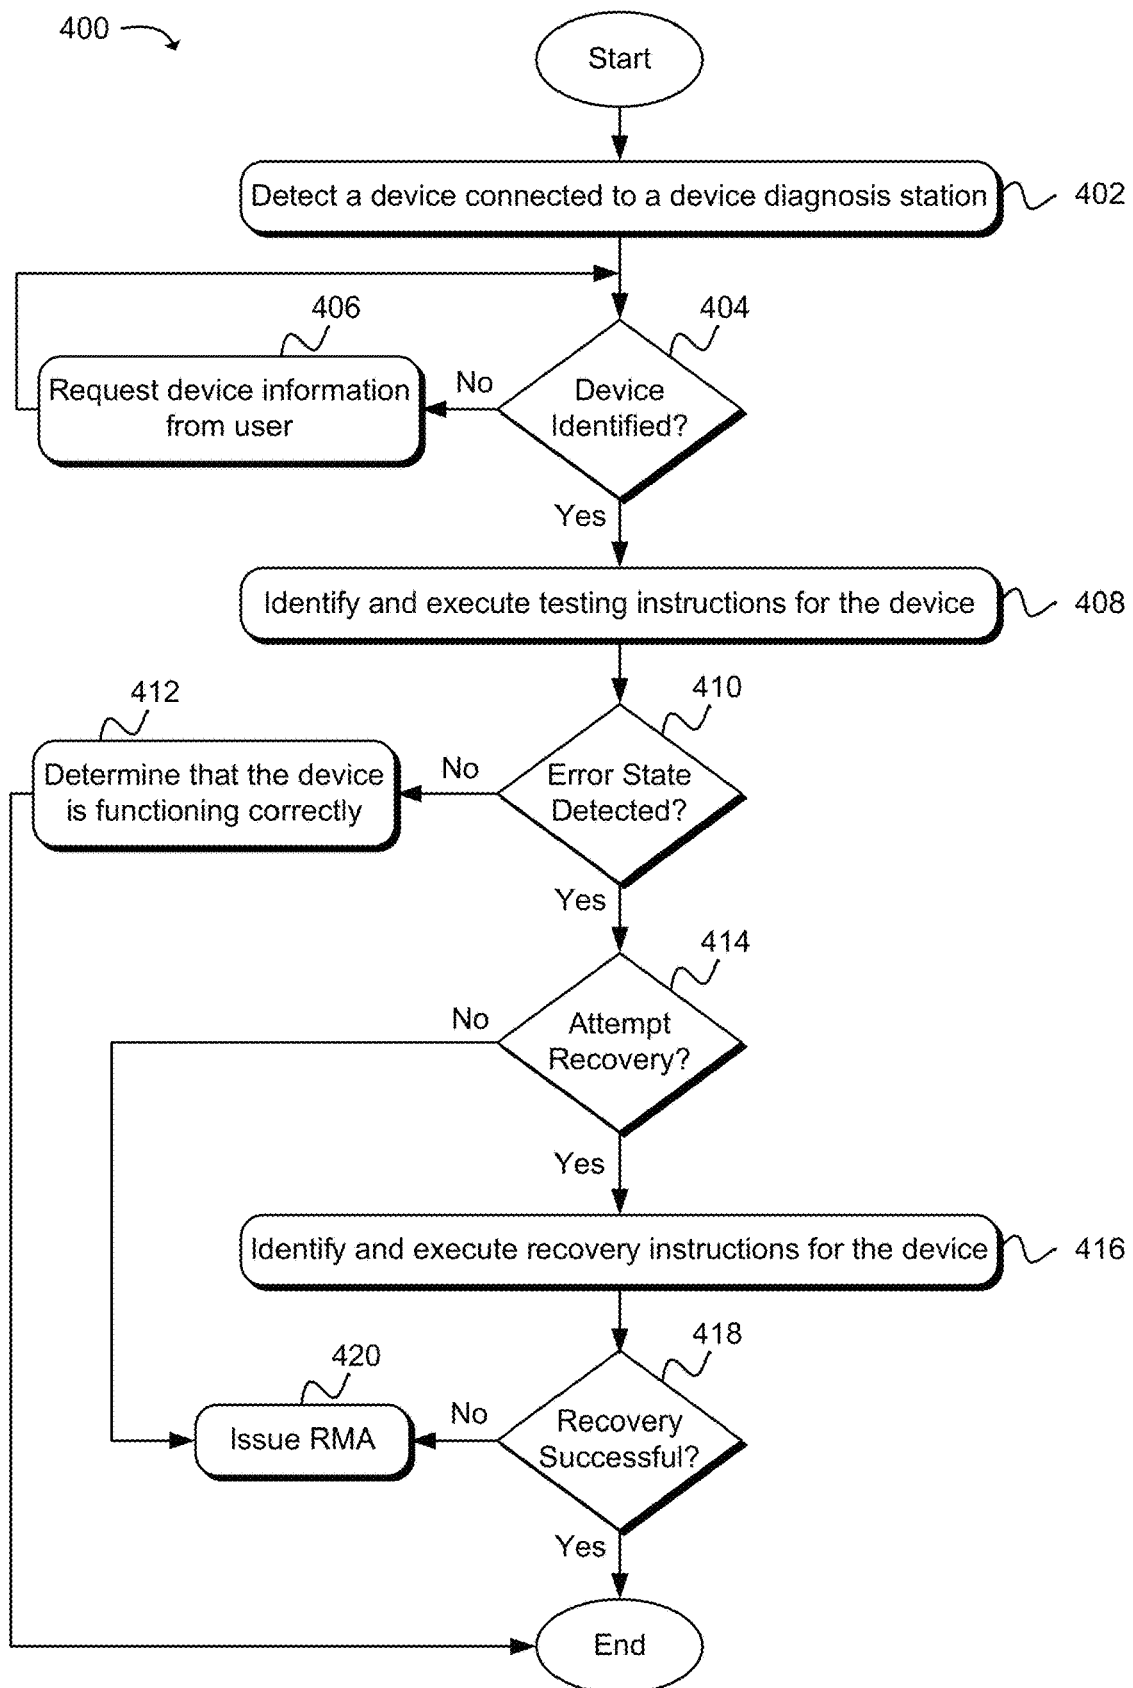 400
Start
Detect a device connected to a device diagnosis station
402
406
404
Request device information
from user
No
Device
Identified?
Yes
Identify and execute testing instructions for the device
408
412
410
Determine that the device
is functioning correctly
No
Error State
Detected?
Yes
414
No
Attempt
Recovery?
Yes
Identify and execute recovery instructions for the device
416
420
418
Issue RMA
No
Recovery
Successful?
Yes
End